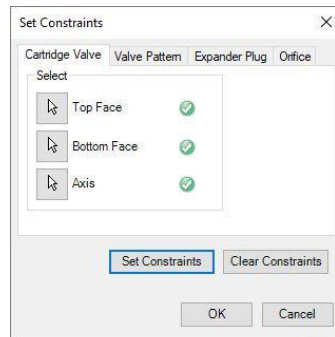 Set Constraints
Cartridge Valve Valve Pattern Expander Plug Orifice
Select
Top Face
Bottom Face
Axis
Set Constraints Clear Constraints
OK Cancel